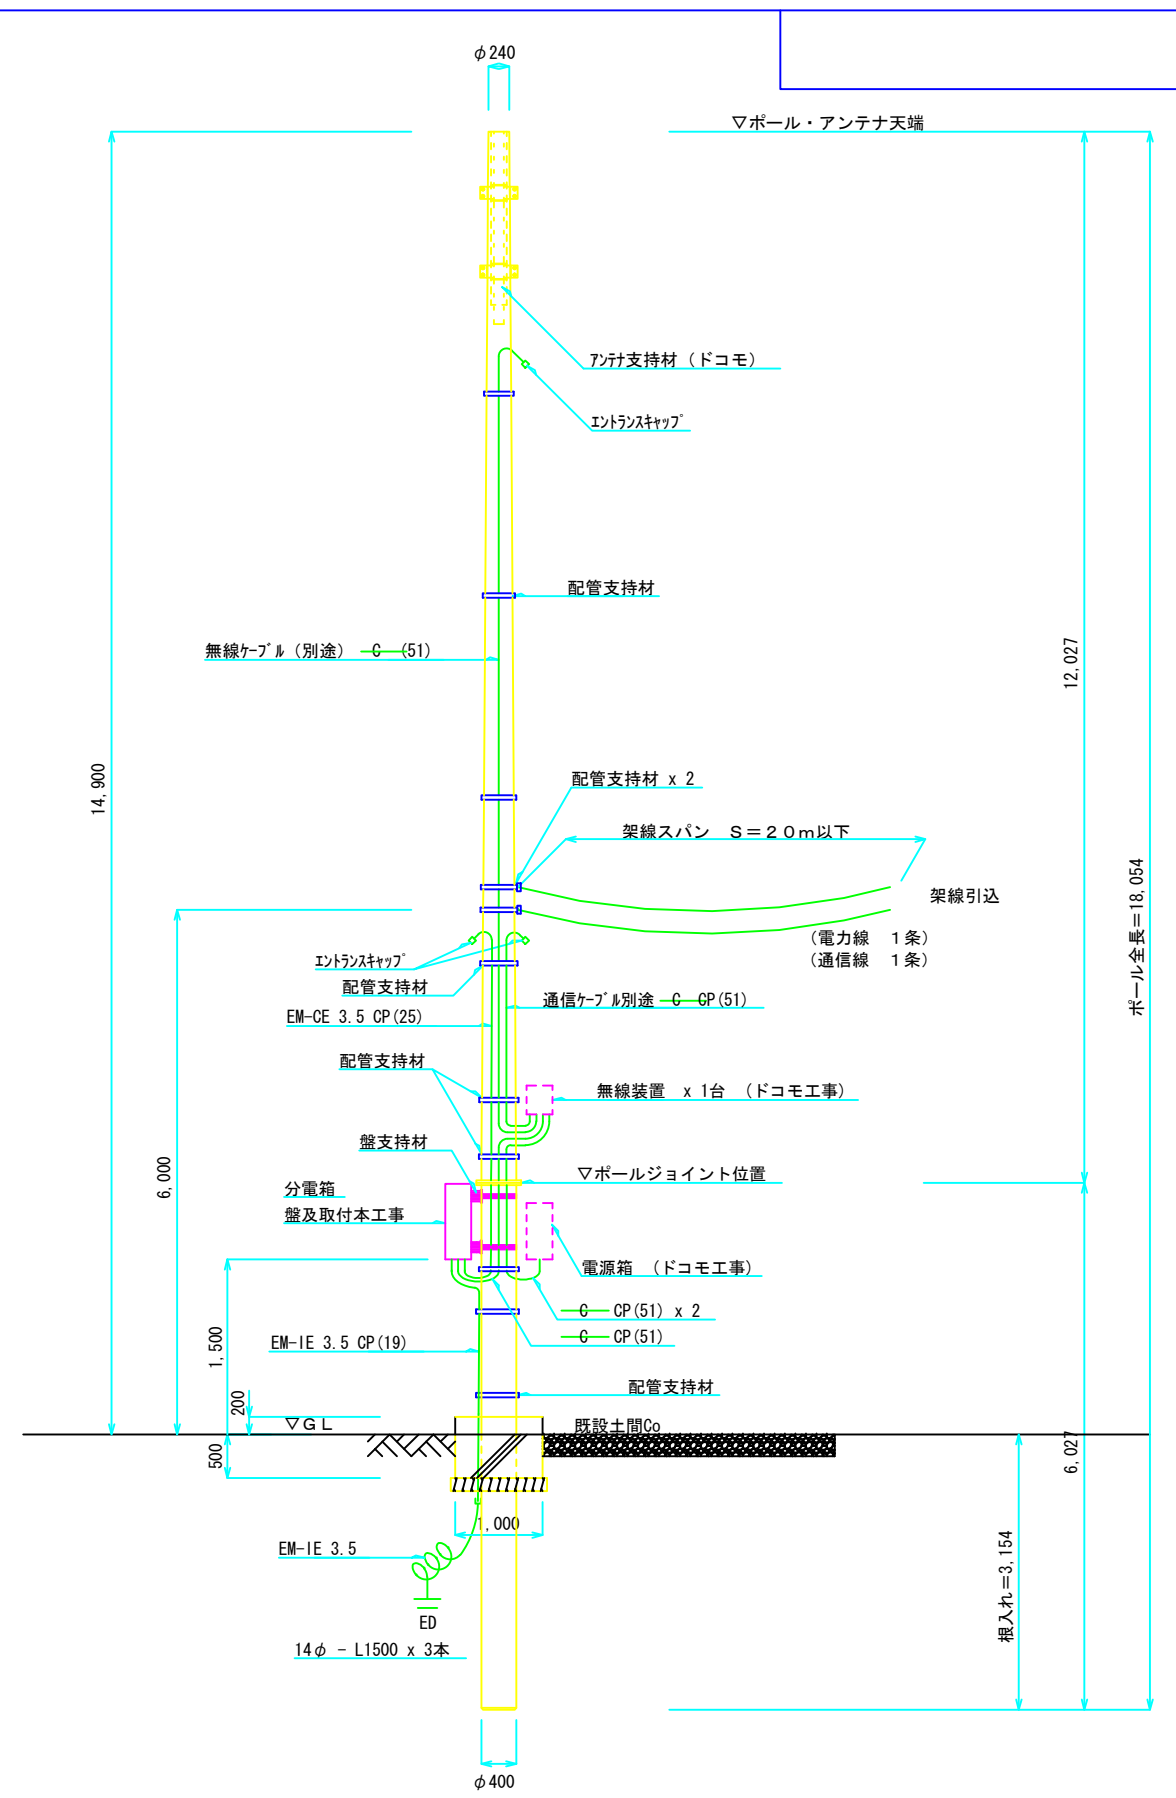 φ240
▽ポール・アンテナ天端
ｱﾝﾃﾅ支持材（ドコモ）
ｴﾝﾄﾗﾝｽｷｬｯﾌﾟ
配管支持材
無線ｹｰﾌﾞﾙ（別途） C (51)
12,027
14,900
配管支持材 x 2
架線スパン　Ｓ＝２０ｍ以下
架線引込
（電力線　１条）
（通信線　１条）
ポール全長＝18,054
ｴﾝﾄﾗﾝｽｷｬｯﾌﾟ
配管支持材
通信ｹｰﾌﾞﾙ別途 C CP(51)
EM-CE 3.5 CP(25)
配管支持材
無線装置　x 1台　（ドコモ工事）
盤支持材
▽ポールジョイント位置
6,000
分電箱
盤及取付本工事
電源箱　（ドコモ工事）
C CP(51) x 2
C CP(51)
EM-IE 3.5 CP(19)
1,500
配管支持材
200
▽ＧＬ
既設土間Co
500
6,027
1,000
EM-IE 3.5
根入れ＝3,154
ED
14φ - L1500 x 3本
φ400